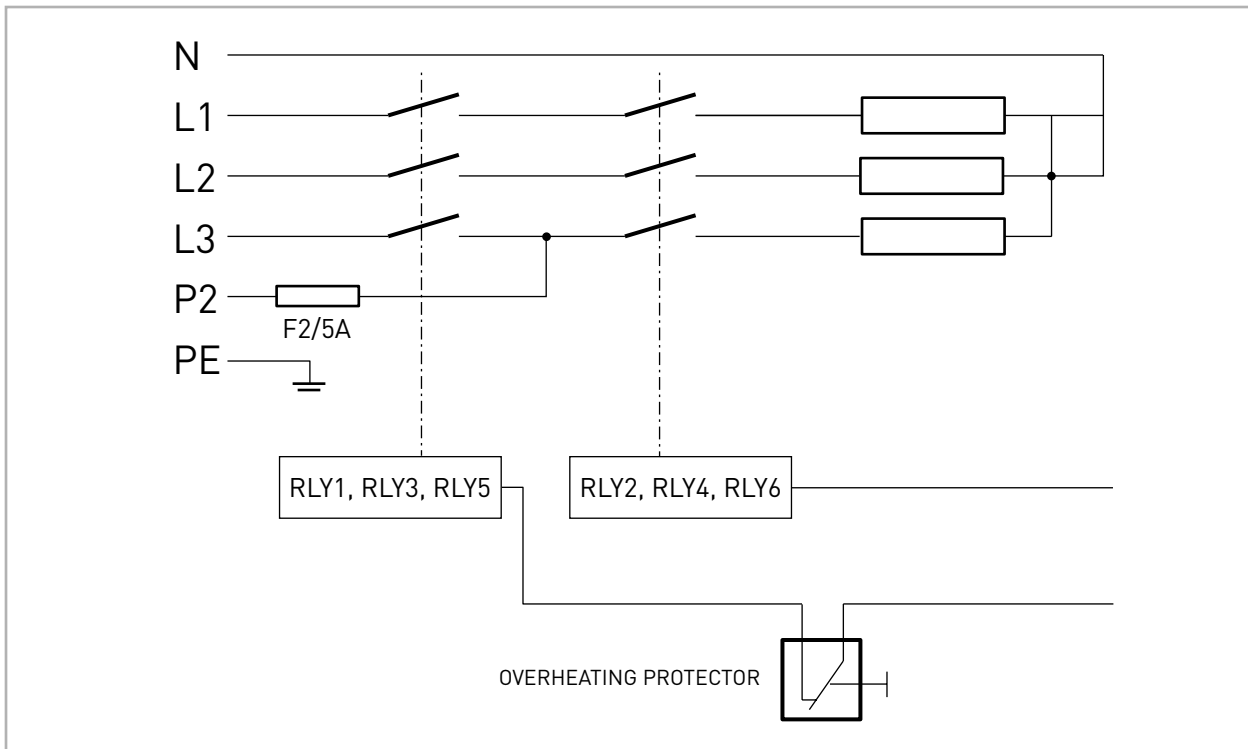 N
L1
L2
L3
P2
F2/5A
PE
RLY1, RLY3, RLY5
RLY2, RLY4, RLY6
OVERHEATING PROTECTOR